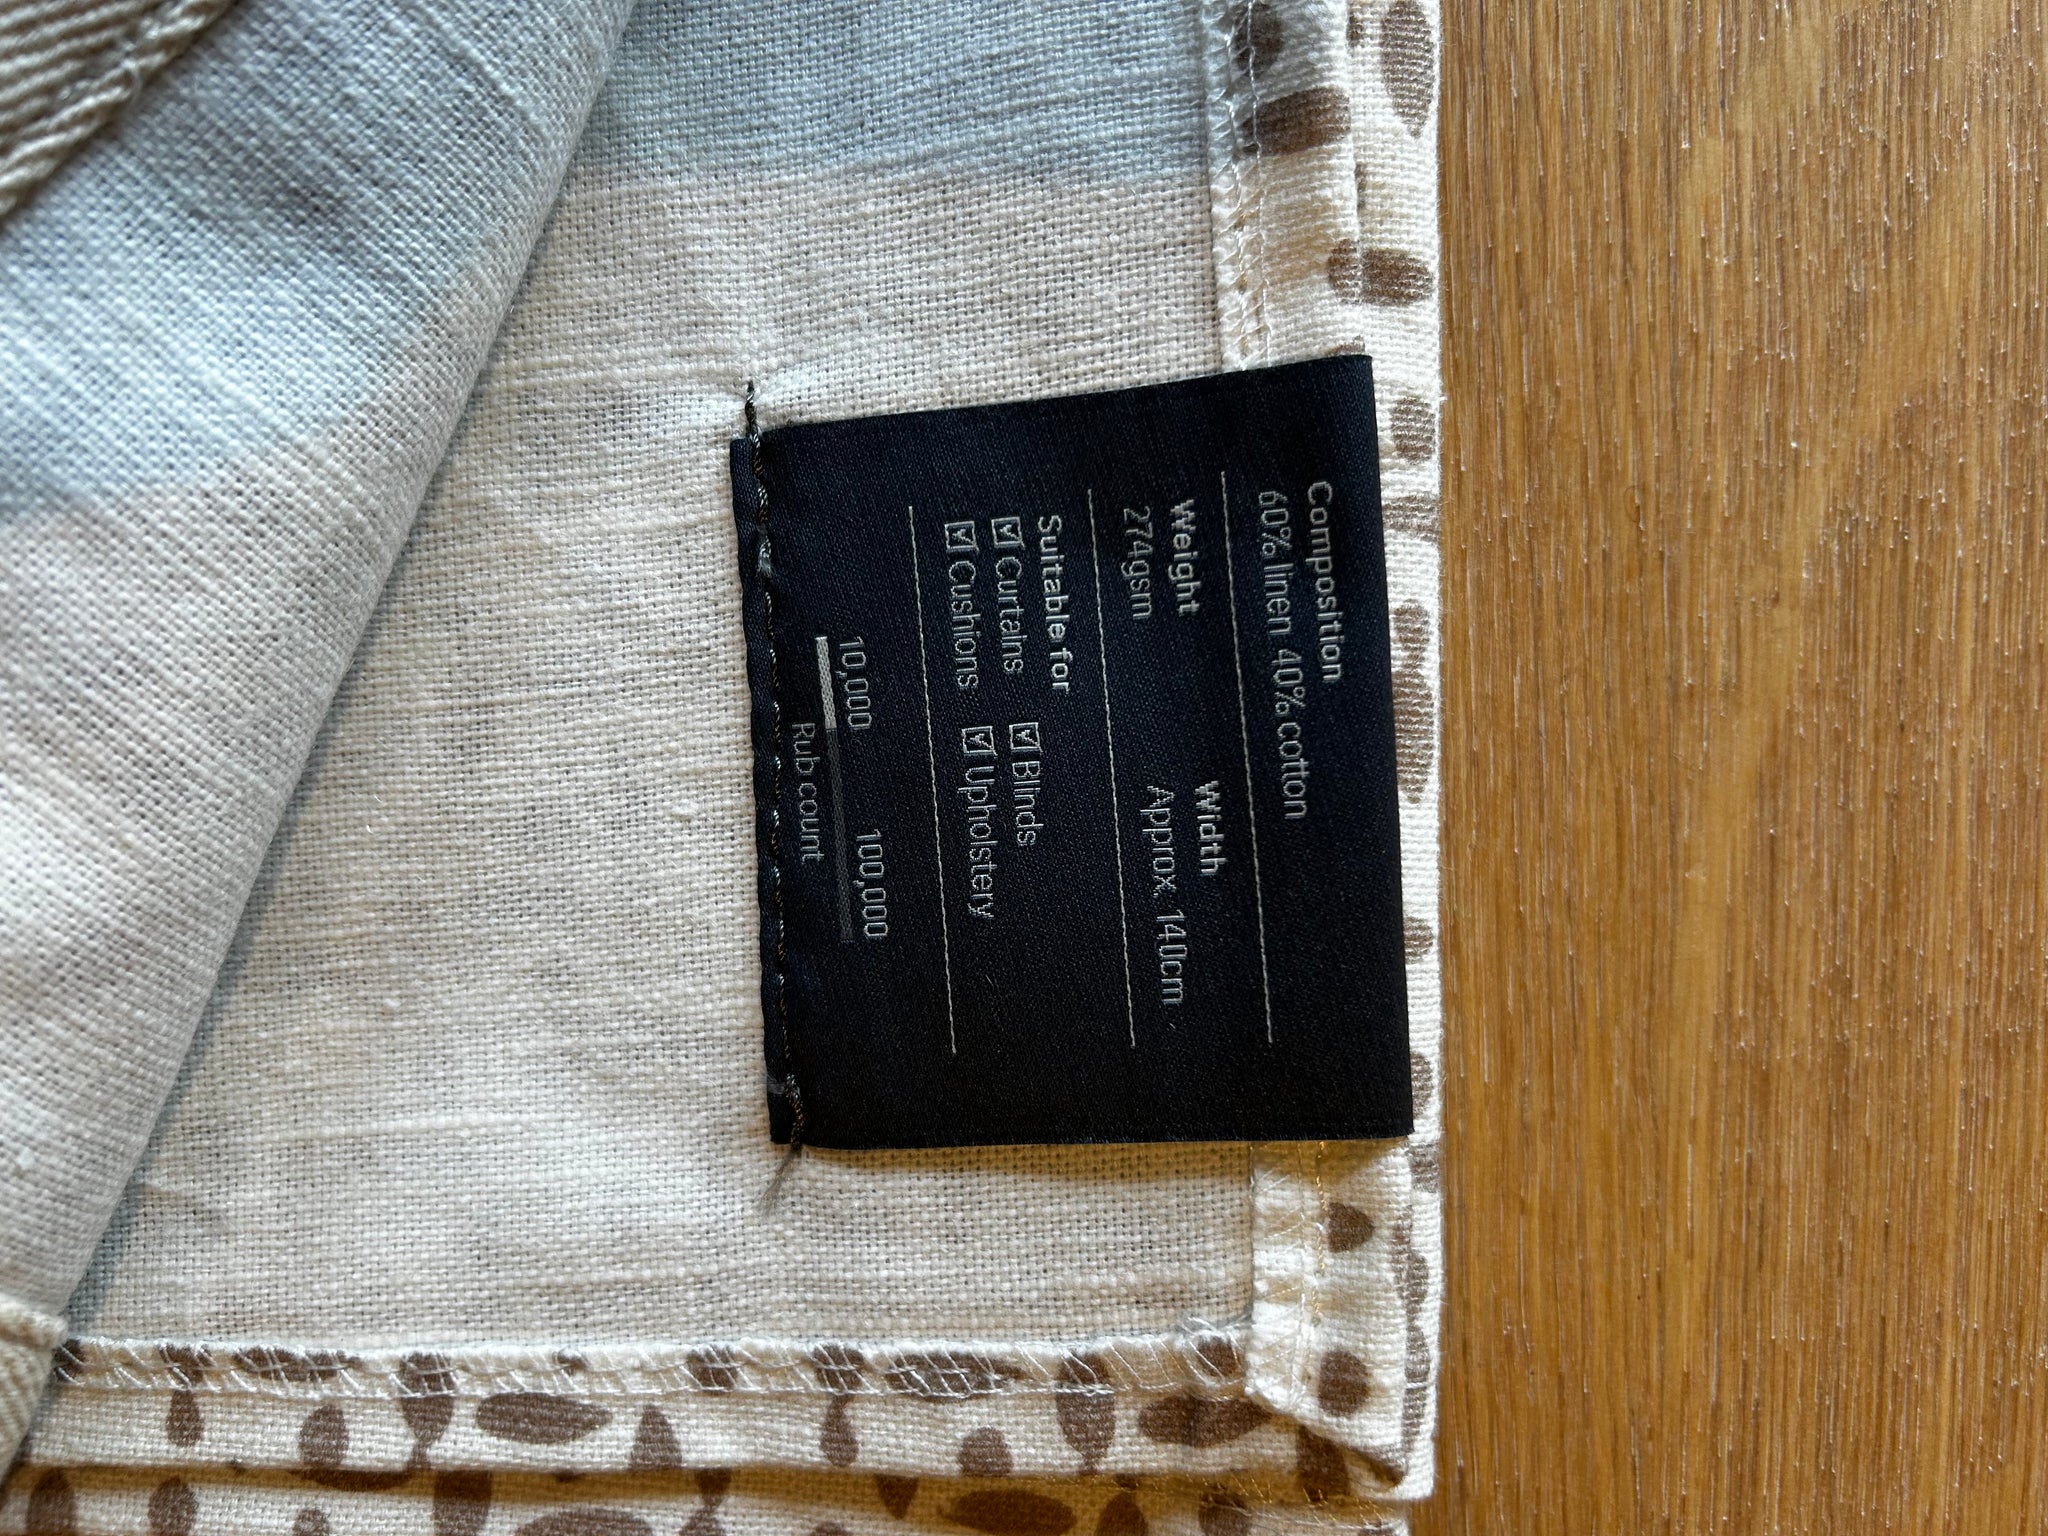 Composition
60% linen 40% cotton
Weight Width
274gsm Approx. 140cm
Suitable for
Curtains Blinds
Cushions Upholstery
10,000 100,000
Rub count